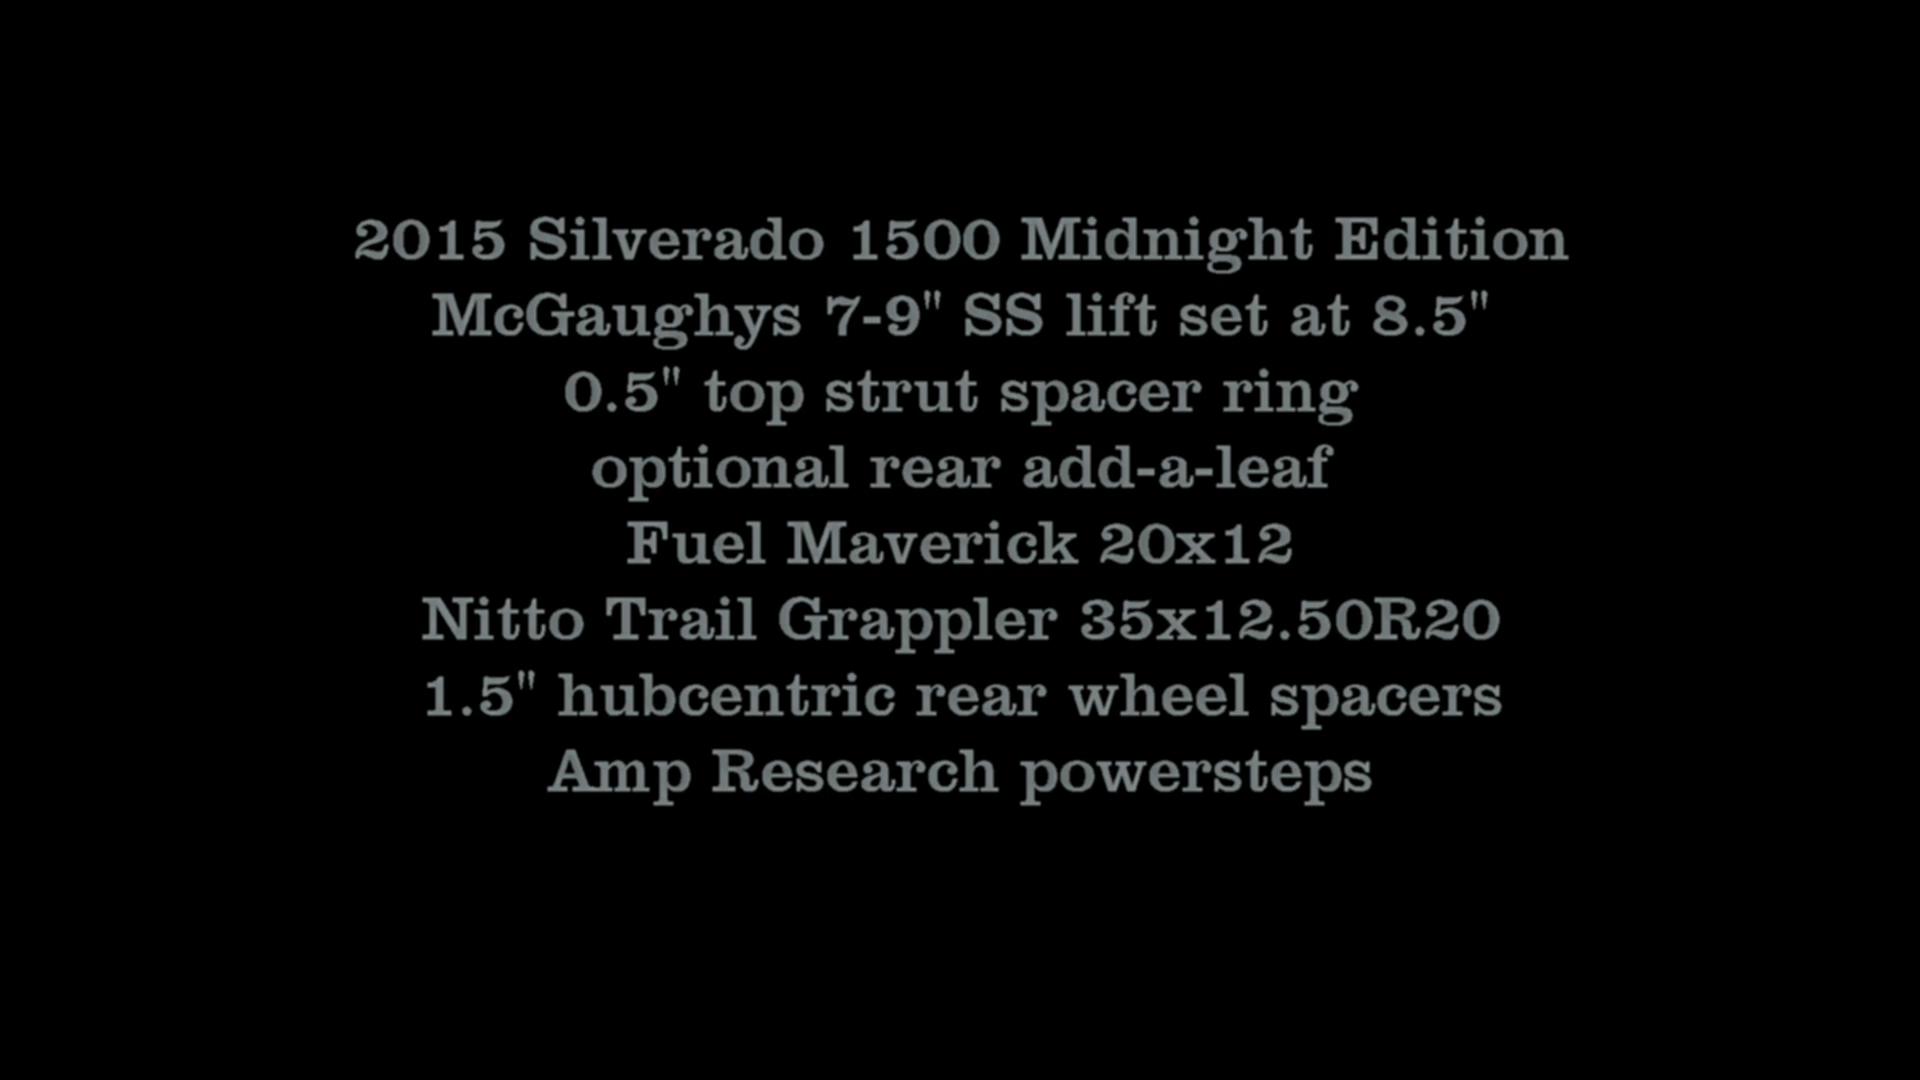 2015 Silverado 1500 Midnight Edition
McGaughys 7-9" SS lift set at 8.5"
0.5" top strut spacer ring
optional rear add-a-leaf
Fuel Maverick 20x12
Nitto Trail Grappler 35x12.50R20
1.5" hubcentric rear wheel spacers
Amp Research powersteps